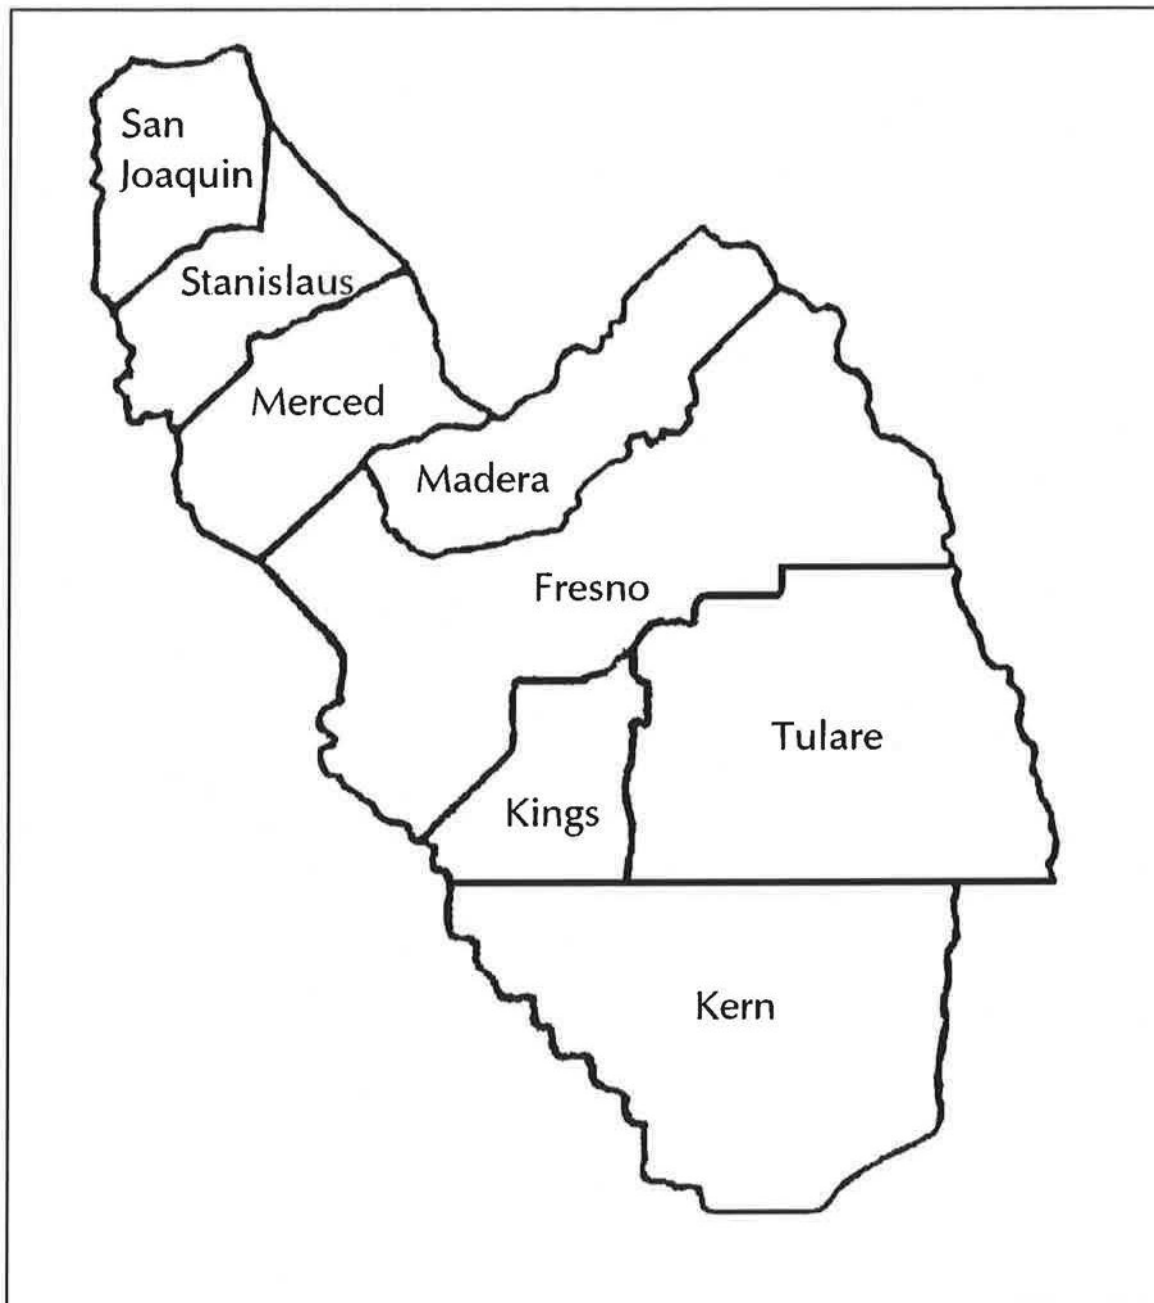 San
Joaquin
Stanislaus
Merced
Madera
Fresno
Tulare
Kings
Kern